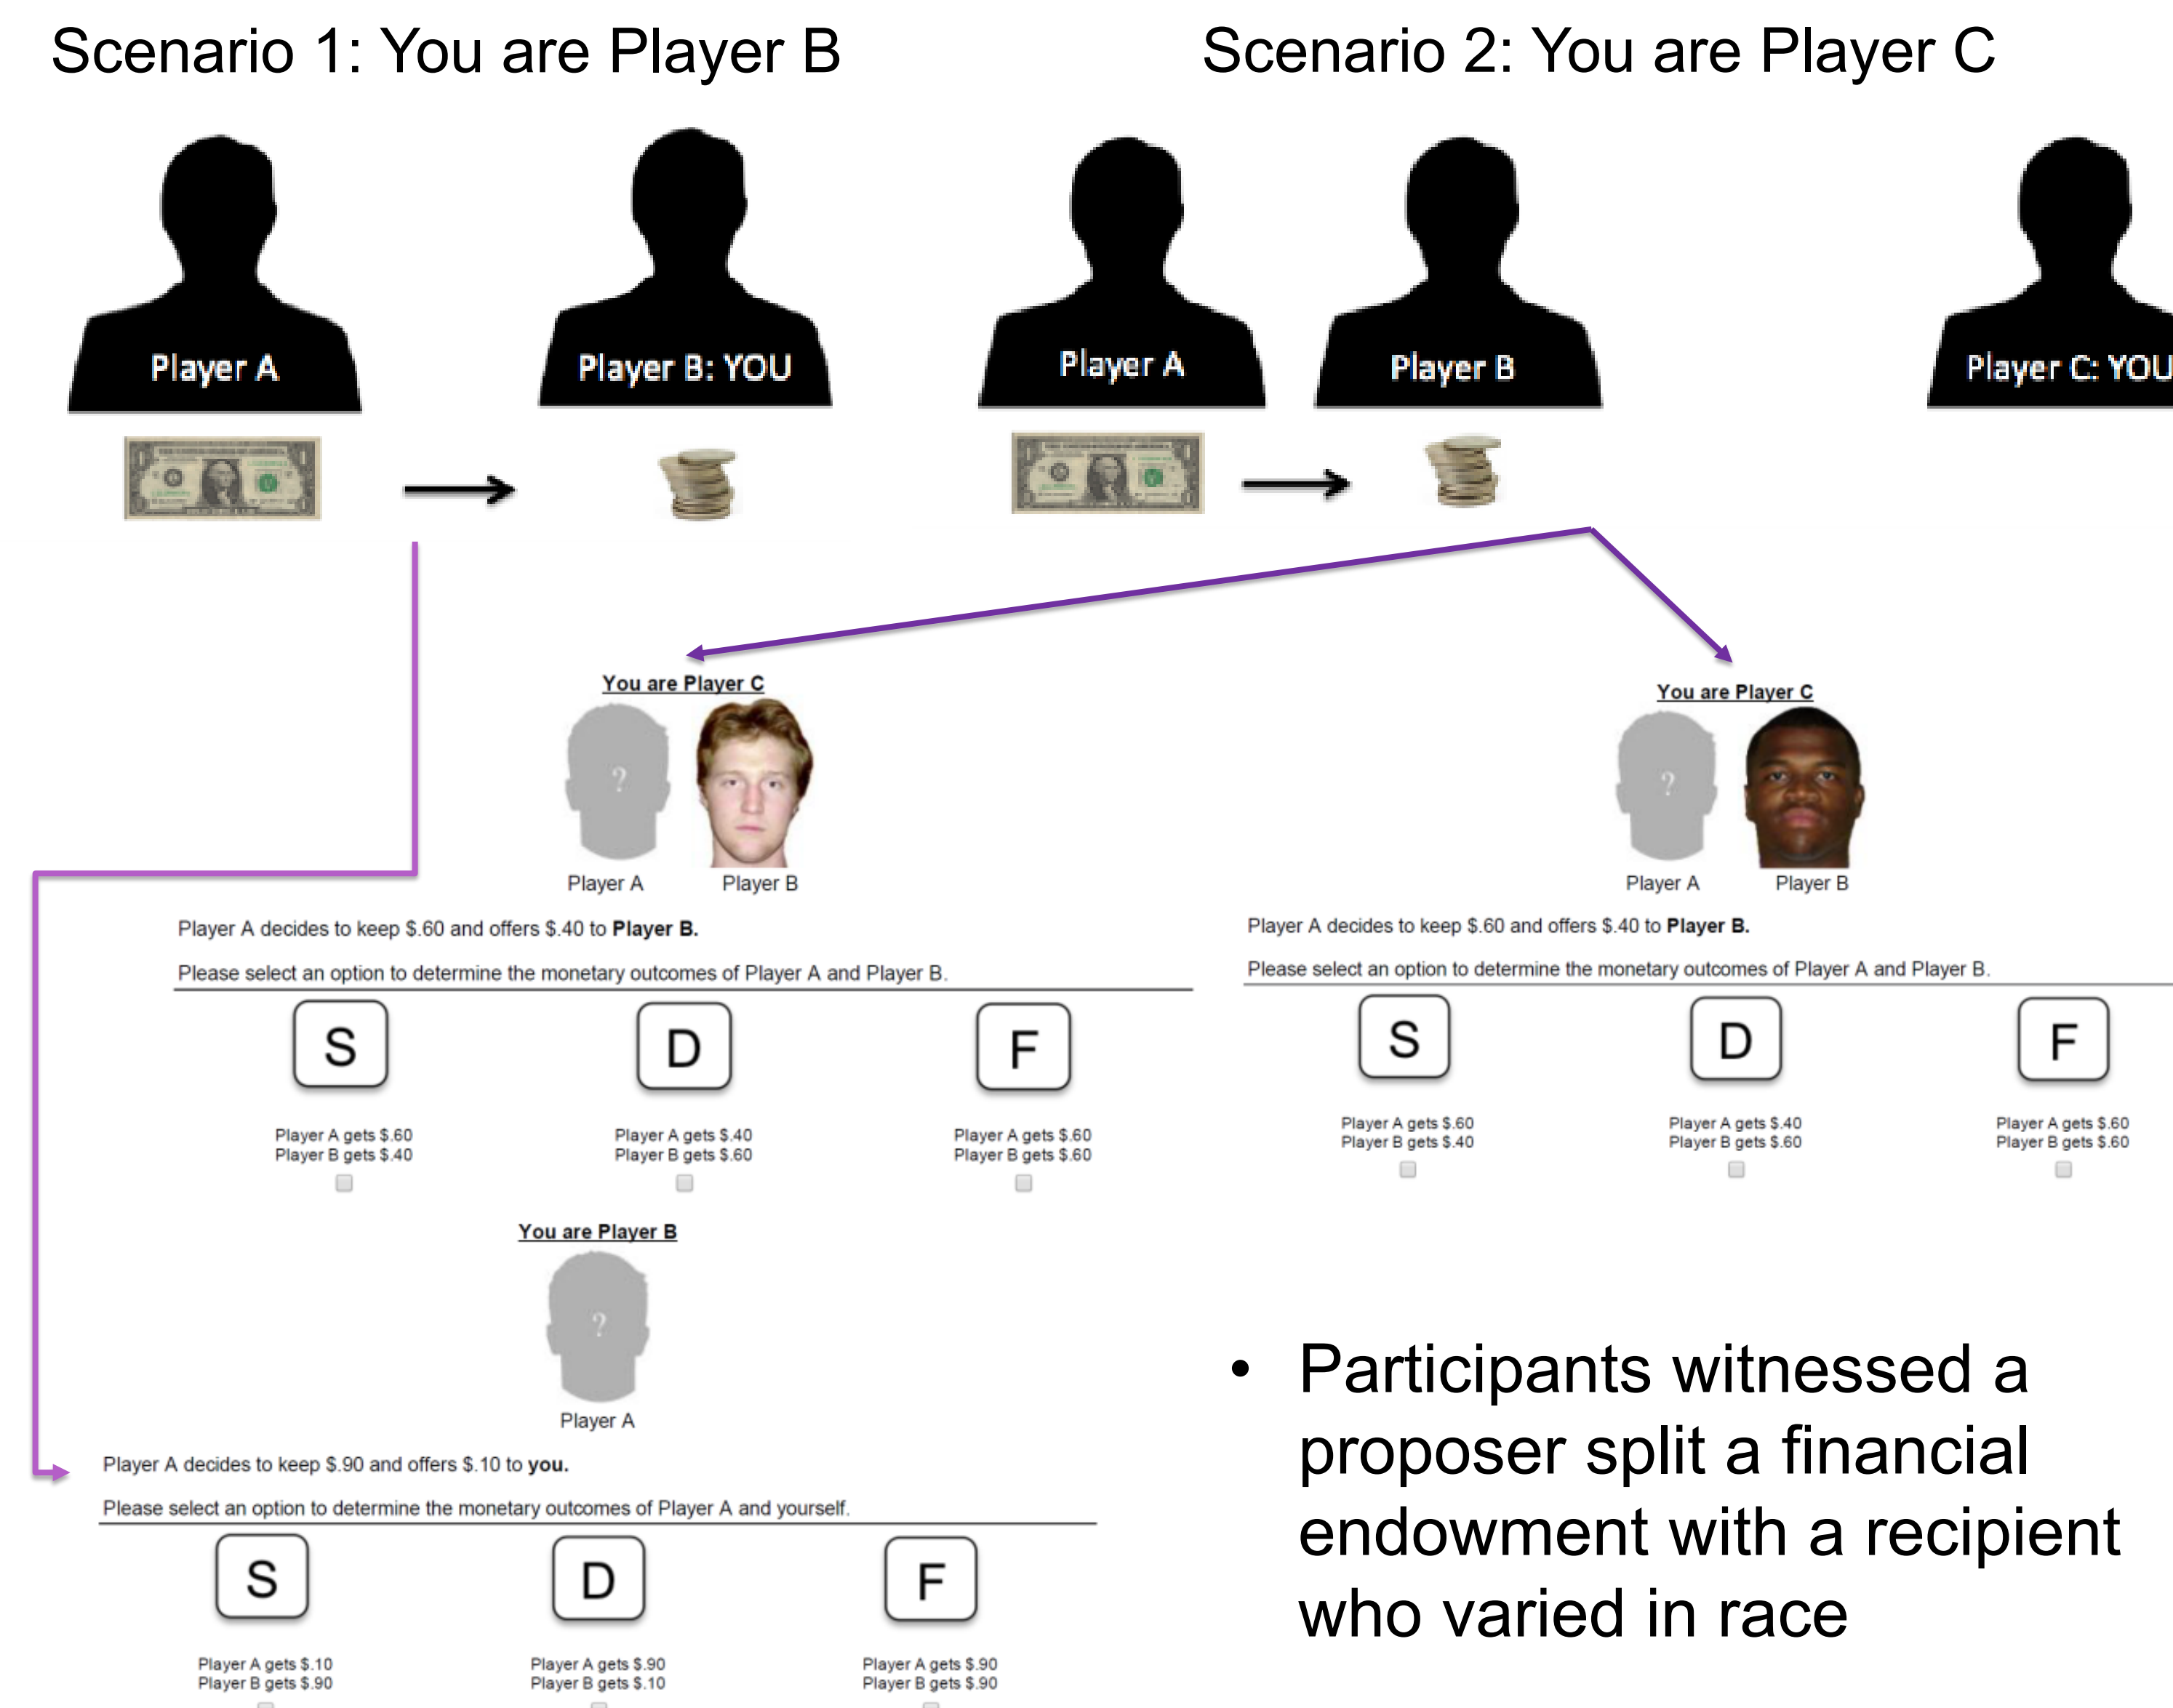 Scenario 1: You are Player B
Scenario 2: You are Player C
Player A
Player B: YOU
Player A
Player B
Player C: YOU
You are Player C
?
Player A
Player B
Player A decides to keep $.60 and offers $.40 to Player B.
Please select an option to determine the monetary outcomes of Player A and Player B.
S
D
F
Player A gets $.60
Player B gets $.40
Player A gets $.40
Player B gets $.60
Player A gets $.60
Player B gets $.60
You are Player C
?
Player A
Player B
Player A decides to keep $.60 and offers $.40 to Player B.
Please select an option to determine the monetary outcomes of Player A and Player B.
S
D
F
Player A gets $.60
Player B gets $.40
Player A gets $.40
Player B gets $.60
Player A gets $.60
Player B gets $.60
You are Player B
?
Player A
Player A decides to keep $.90 and offers $.10 to you.
Please select an option to determine the monetary outcomes of Player A and yourself.
S
D
F
Player A gets $.10
Player B gets $.90
Player A gets $.90
Player B gets $.10
Player A gets $.90
Player B gets $.90
• Participants witnessed a
proposer split a financial
endowment with a recipient
who varied in race